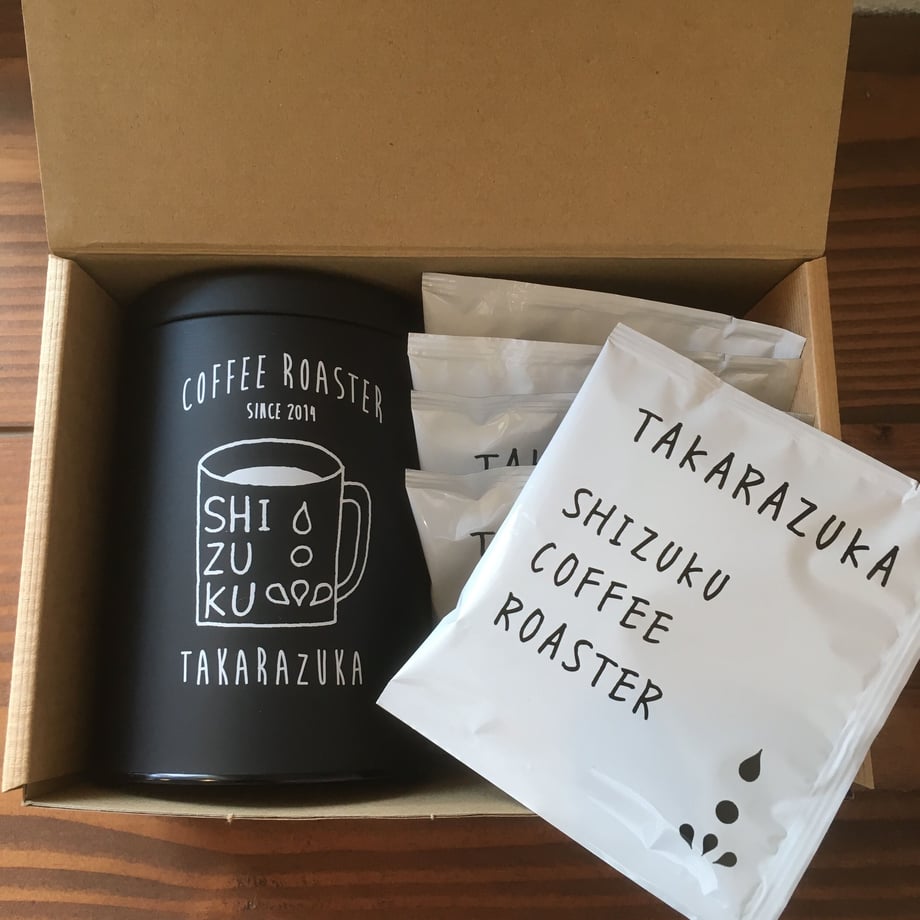 COFFEE ROASTER
SINCE 2014
SHI
ZU
KU
TAKARAZUKA
TAKARAZUKA
SHIZUKU
COFFEE
ROASTER